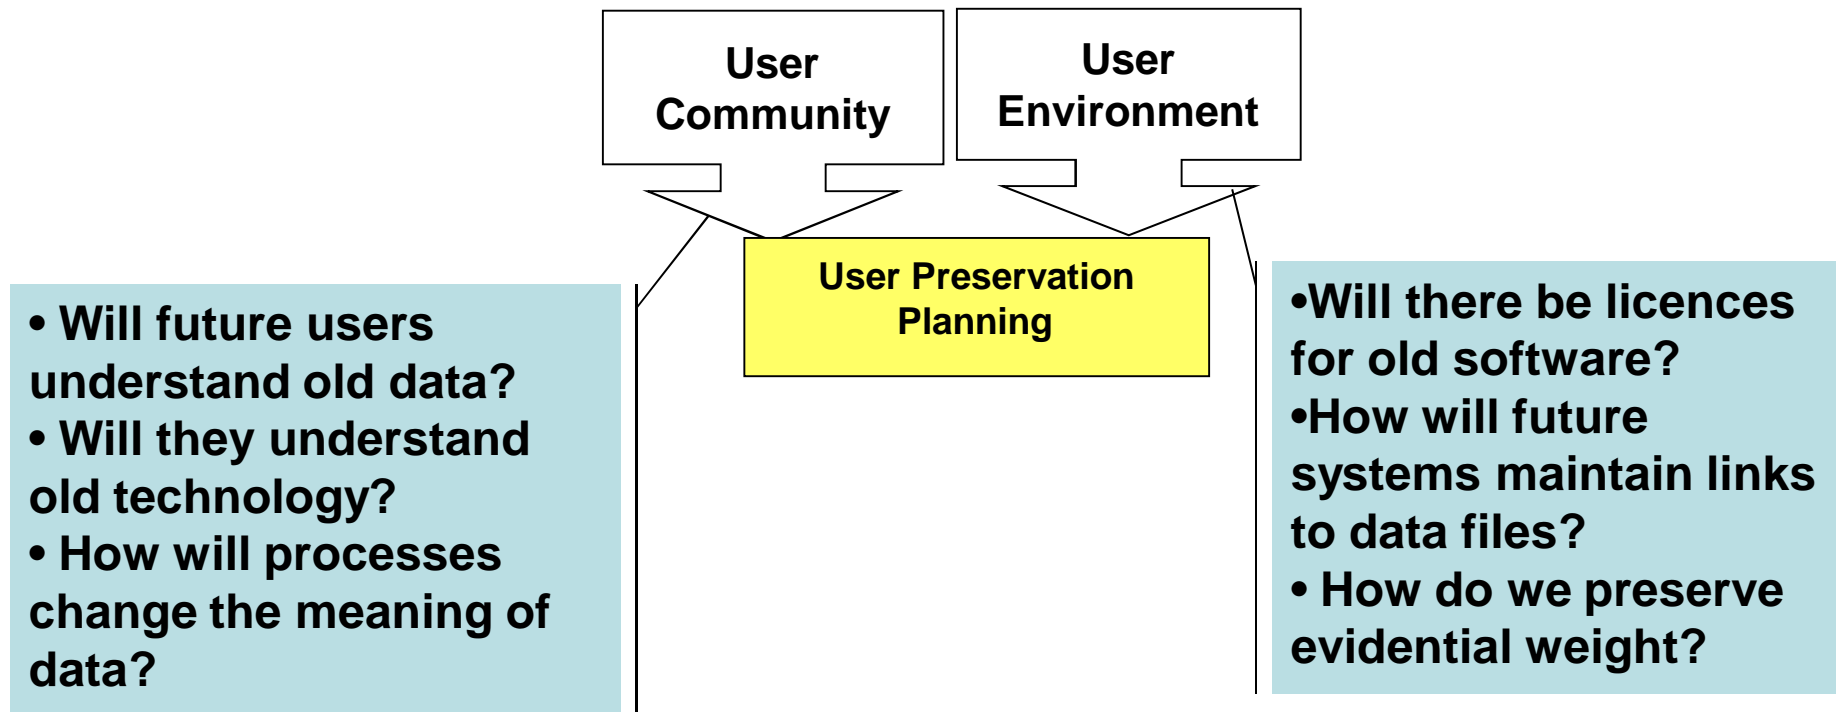 User
Community
User
Environment
User Preservation
Planning
• Will future users
understand old data?
• Will they understand
old technology?
• How will processes
change the meaning of
data?
•Will there be licences
for old software?
•How will future
systems maintain links
to data files?
• How do we preserve
evidential weight?